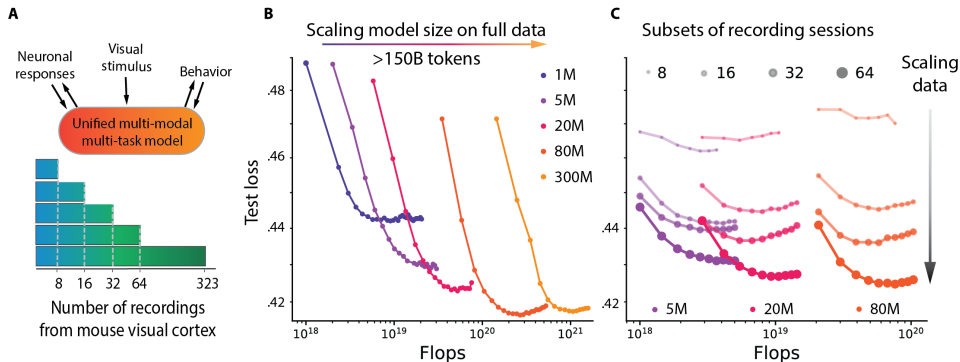 A
Neuronal
responses
Visual
stimulus
Behavior
Unified multi-modal
multi-task model
8 16 32 64 323
Number of recordings
from mouse visual cortex
B
Scaling model size on full data
>150B tokens
1M
5M
20M
80M
300M
Test loss
.48
.46
.44
.42
10^18 10^19 10^20 10^21
Flops
C
Subsets of recording sessions
8 16 32 64
Scaling
data
.48
.46
.44
.42
5M 20M 80M
10^18 10^19 10^20
Flops